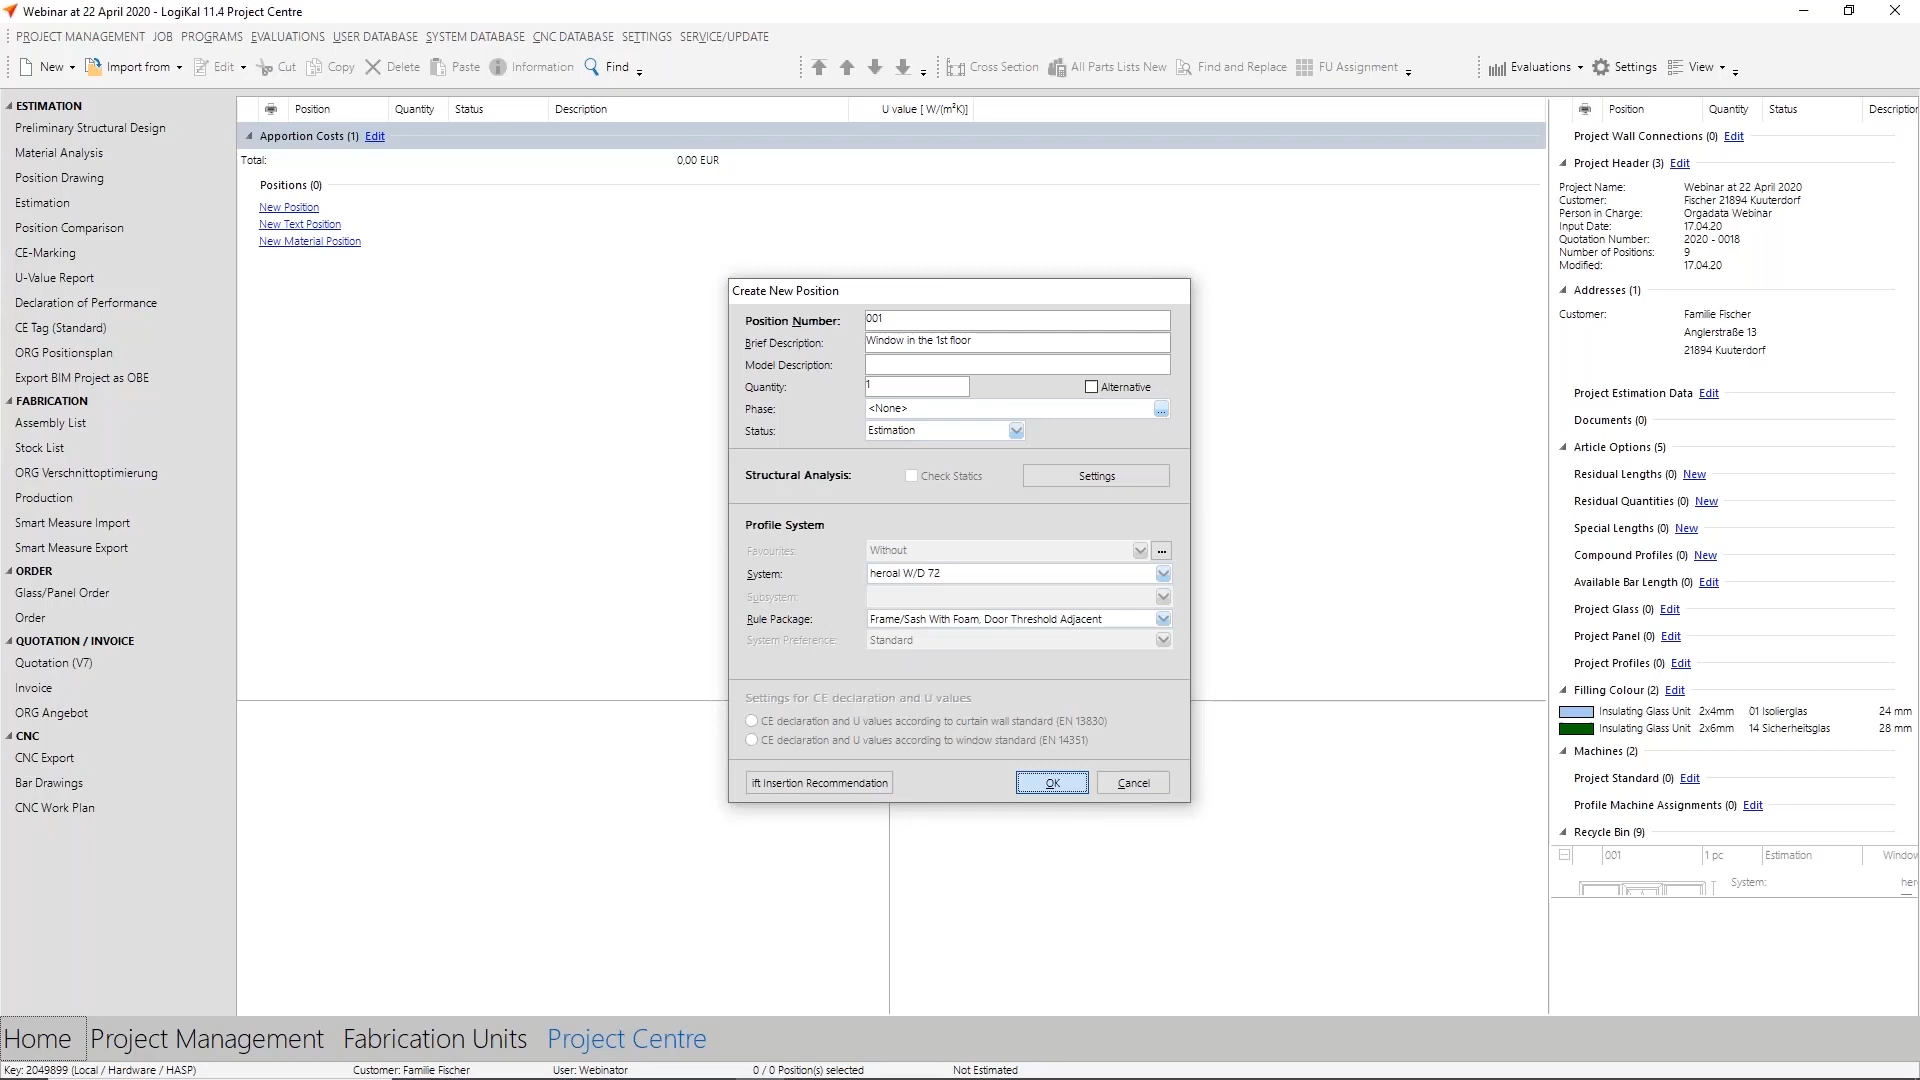 Webinar at 22 April 2020 - LogiKal 11.4 Project Centre
PROJECT MANAGEMENT JOB PROGRAMS EVALUATIONS USER DATABASE SYSTEM DATABASE CNC DATABASE SETTINGS SERVICE/UPDATE
New Import from Edit Cut Copy Delete Paste Information Find Cross Section All Parts Lists New Find and Replace FU Assignment Evaluations Settings View
ESTIMATION
Preliminary Structural Design
Material Analysis
Position Drawing
Estimation
Position Comparison
CE-Marking
U-Value Report
Declaration of Performance
CE Tag (Standard)
ORG Positionsplan
Export BIM Project as OBE
FABRICATION
Assembly List
Stock List
ORG Verschnittoptimierung
Production
Smart Measure Import
Smart Measure Export
ORDER
Glass/Panel Order
Order
QUOTATION / INVOICE
Quotation (V7)
Invoice
ORG Angebot
CNC
CNC Export
Bar Drawings
CNC Work Plan
Position Quantity Status Description U value [ W/(m²K)]
Apportion Costs (1) Edit
Total: 0,00 EUR
Positions (0)
New Position
New Text Position
New Material Position
Create New Position
Position Number: 001
Brief Description: Window in the 1st floor
Model Description:
Quantity: 1 Alternative
Phase: <None> ...
Status: Estimation
Structural Analysis: Check Statics Settings
Profile System
Favourites: Without ...
System: heroal W/D 72
Subsystem:
Rule Package: Frame/Sash With Foam, Door Threshold Adjacent
System Preference: Standard
Settings for CE declaration and U values
CE declaration and U values according to curtain wall standard (EN 13830)
CE declaration and U values according to window standard (EN 14351)
ift Insertion Recommendation OK Cancel
Position Quantity Status Description
Project Wall Connections (0) Edit
Project Header (3) Edit
Project Name: Webinar at 22 April 2020
Customer: Fischer 21894 Kuuterdorf
Person in Charge: Orgadata Webinar
Input Date: 17.04.20
Quotation Number: 2020 - 0018
Number of Positions: 9
Modified: 17.04.20
Addresses (1)
Customer: Familie Fischer
Anglerstraße 13
21894 Kuuterdorf
Project Estimation Data Edit
Documents (0)
Article Options (5)
Residual Lengths (0) New
Residual Quantities (0) New
Special Lengths (0) New
Compound Profiles (0) New
Available Bar Length (0) Edit
Project Glass (0) Edit
Project Panel (0) Edit
Project Profiles (0) Edit
Filling Colour (2) Edit
Insulating Glass Unit 2x4mm 01 Isolierglas 24 mm
Insulating Glass Unit 2x6mm 14 Sicherheitsglas 28 mm
Machines (2)
Project Standard (0) Edit
Profile Machine Assignments (0) Edit
Recycle Bin (9)
001 1 pc Estimation Window
System: her
Home Project Management Fabrication Units Project Centre
Key: 2049899 (Local / Hardware / HASP) Customer: Familie Fischer User: Webinator 0 / 0 Position(s) selected Not Estimated